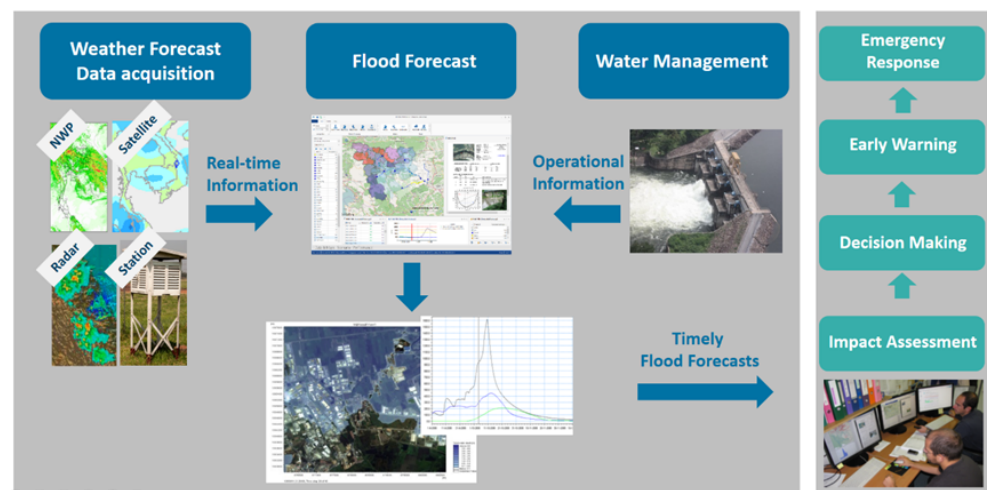 Weather Forecast
Data acquisition
Flood Forecast
Water Management
Emergency
Response
NWP
Satellite
Real-time
Information
Operational
Information
Early Warning
Radar
Station
Decision Making
Timely
Flood Forecasts
Impact Assessment